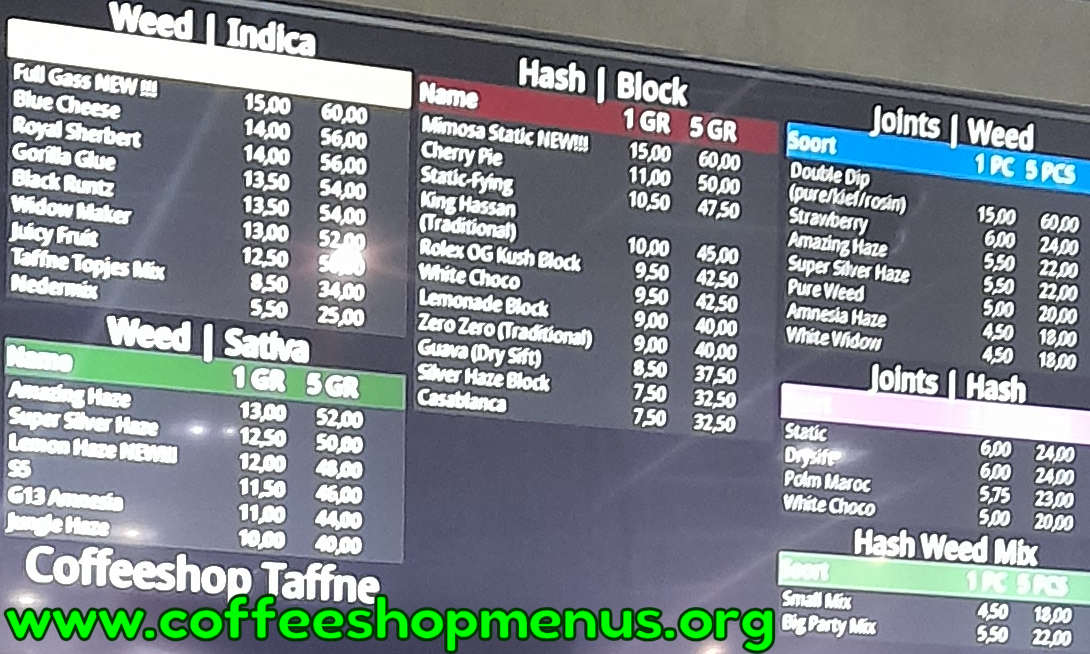 Weed | Indica
Full Gass NEW !!! 15,00 60,00
Blue Cheese 14,00 56,00
Royal Sherbert 14,00 56,00
Gorilla Glue 13,50 54,00
Black Runtz 13,50 54,00
Widow Maker 13,00 52,00
Juicy Fruit 12,50
Taffne Topjes Mix 8,50 34,00
Nedermix 5,50 25,00
Weed | Sativa
Name 1 GR 5 GR
Amazing Haze 13,00 52,00
Super Silver Haze 12,50 50,00
Lemon Haze NEW!!! 12,00 48,00
S5 11,50 46,00
G13 Amnesia 11,00 44,00
Jungle Haze 10,00 40,00
Coffeeshop Taffne
Hash | Block
Name 1 GR 5 GR
Mimosa Static NEW!!! 15,00 60,00
Cherry Pie 11,00 50,00
Static-Fying 10,50 47,50
King Hassan
(Traditional) 10,00 45,00
Rolex OG Kush Block 9,50 42,50
White Choco 9,50 42,50
Lemonade Block 9,00 40,00
Zero Zero (Traditional) 9,00 40,00
Guava (Dry Sift) 8,50 37,50
Silver Haze Block 7,50 32,50
Casablanca 7,50 32,50
Joints | Weed
Soort 1 PC 5 PCS
Double Dip
(pure/kief/rosin) 15,00 60,00
Strawberry 6,00 24,00
Amazing Haze 5,50 22,00
Super Silver Haze 5,50 22,00
Pure Weed 5,00 20,00
Amnesia Haze 4,50 18,00
White Widow 4,50 18,00
Joints | Hash
Static 6,00 24,00
Drysift 6,00 24,00
Polm Maroc 5,75 23,00
White Choco 5,00 20,00
Hash Weed Mix
Soort 1 PC 5 PCS
Small Mix 4,50 18,00
Big Party Mix 5,50 22,00
www.coffeeshopmenus.org